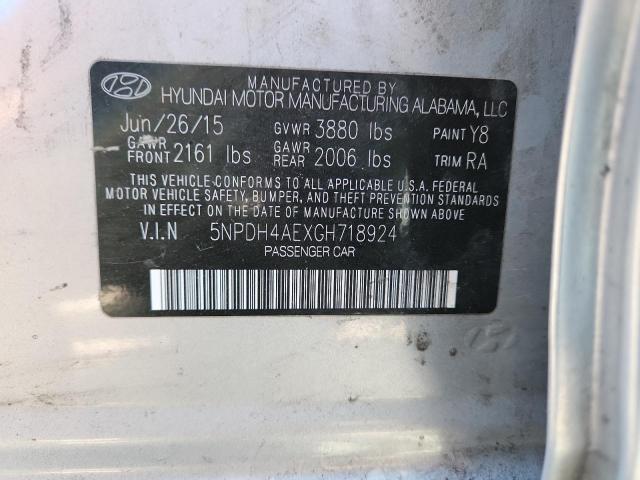 MANUFACTURED BY
HYUNDAI MOTOR MANUFACTURING ALABAMA, LLC
Jun/26/15 GVWR 3880 lbs PAINT Y8
GAWR FRONT 2161 lbs GAWR REAR 2006 lbs TRIM RA
THIS VEHICLE CONFORMS TO ALL APPLICABLE U.S.A. FEDERAL
MOTOR VEHICLE SAFETY, BUMPER, AND THEFT PREVENTION STANDARDS
IN EFFECT ON THE DATE OF MANUFACTURE SHOWN ABOVE
V.I.N 5NPDH4AEXGH718924
PASSENGER CAR